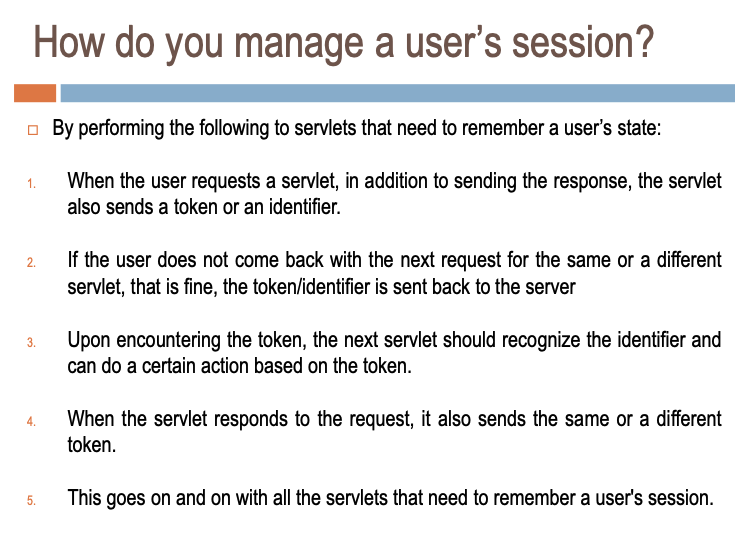 How do you manage a user’s session?
By performing the following to servlets that need to remember a user’s state:
1. When the user requests a servlet, in addition to sending the response, the servlet
also sends a token or an identifier.
2. If the user does not come back with the next request for the same or a different
servlet, that is fine, the token/identifier is sent back to the server
3. Upon encountering the token, the next servlet should recognize the identifier and
can do a certain action based on the token.
4. When the servlet responds to the request, it also sends the same or a different
token.
5. This goes on and on with all the servlets that need to remember a user's session.